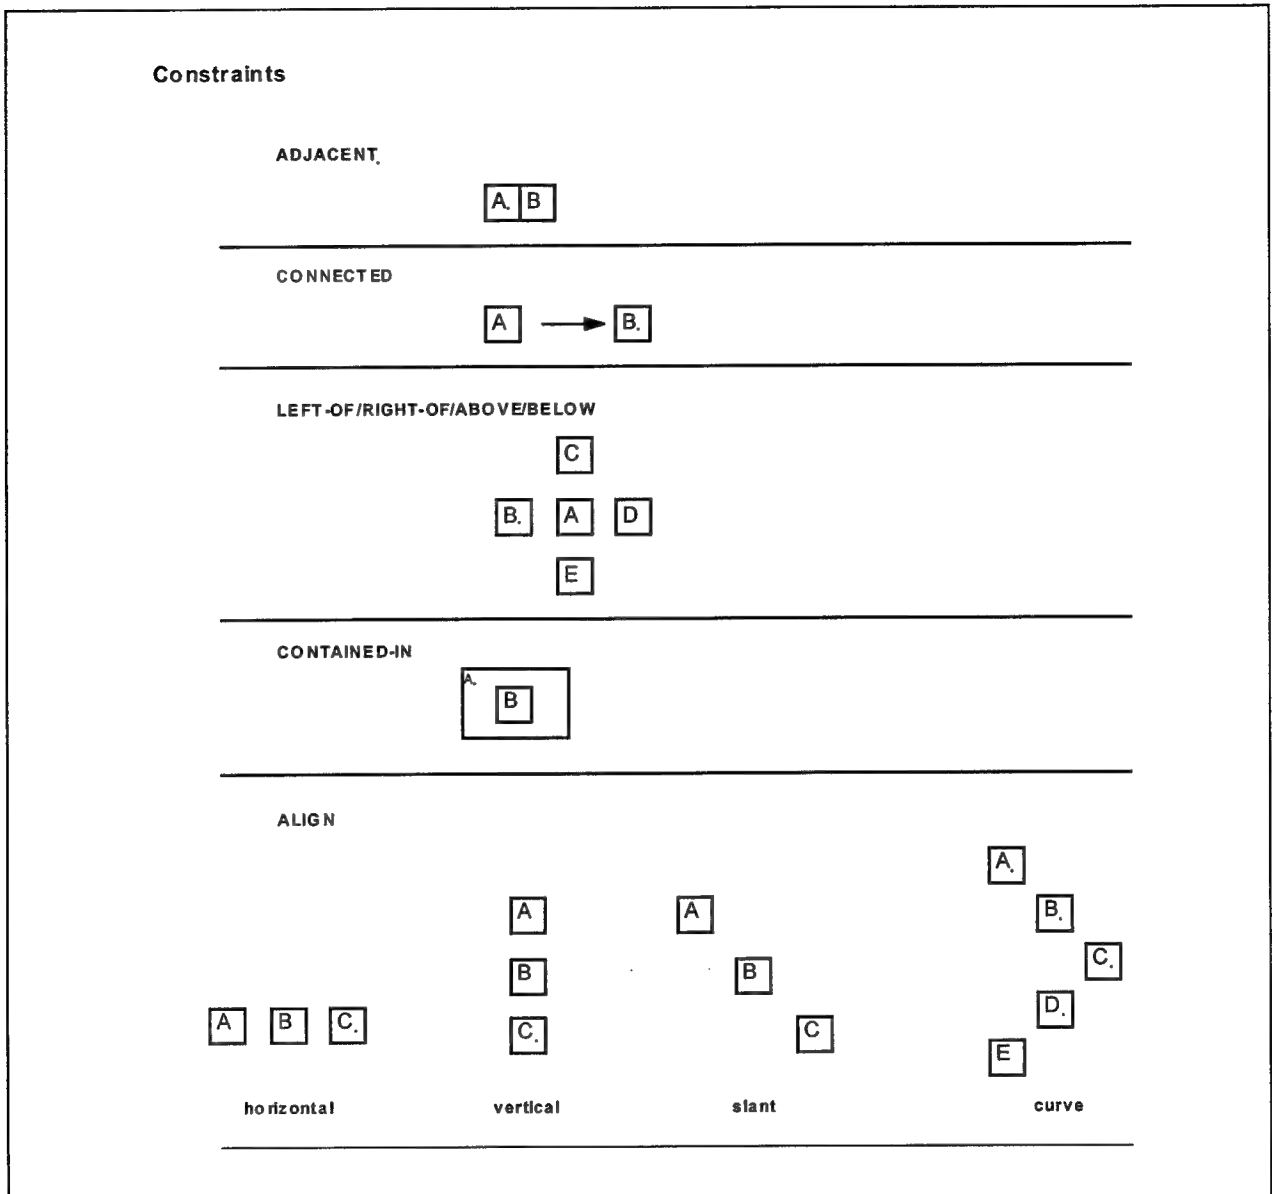 Constraints
ADJACENT.
A. B
CONNECTED
A B.
LEFT-OF/RIGHT-OF/ABOVE/BELOW
C
B. A D
E
CONTAINED-IN
A.
B
ALIGN
A.
A A B.
B B C.
A B C. C. C D.
E
horizontal vertical slant curve